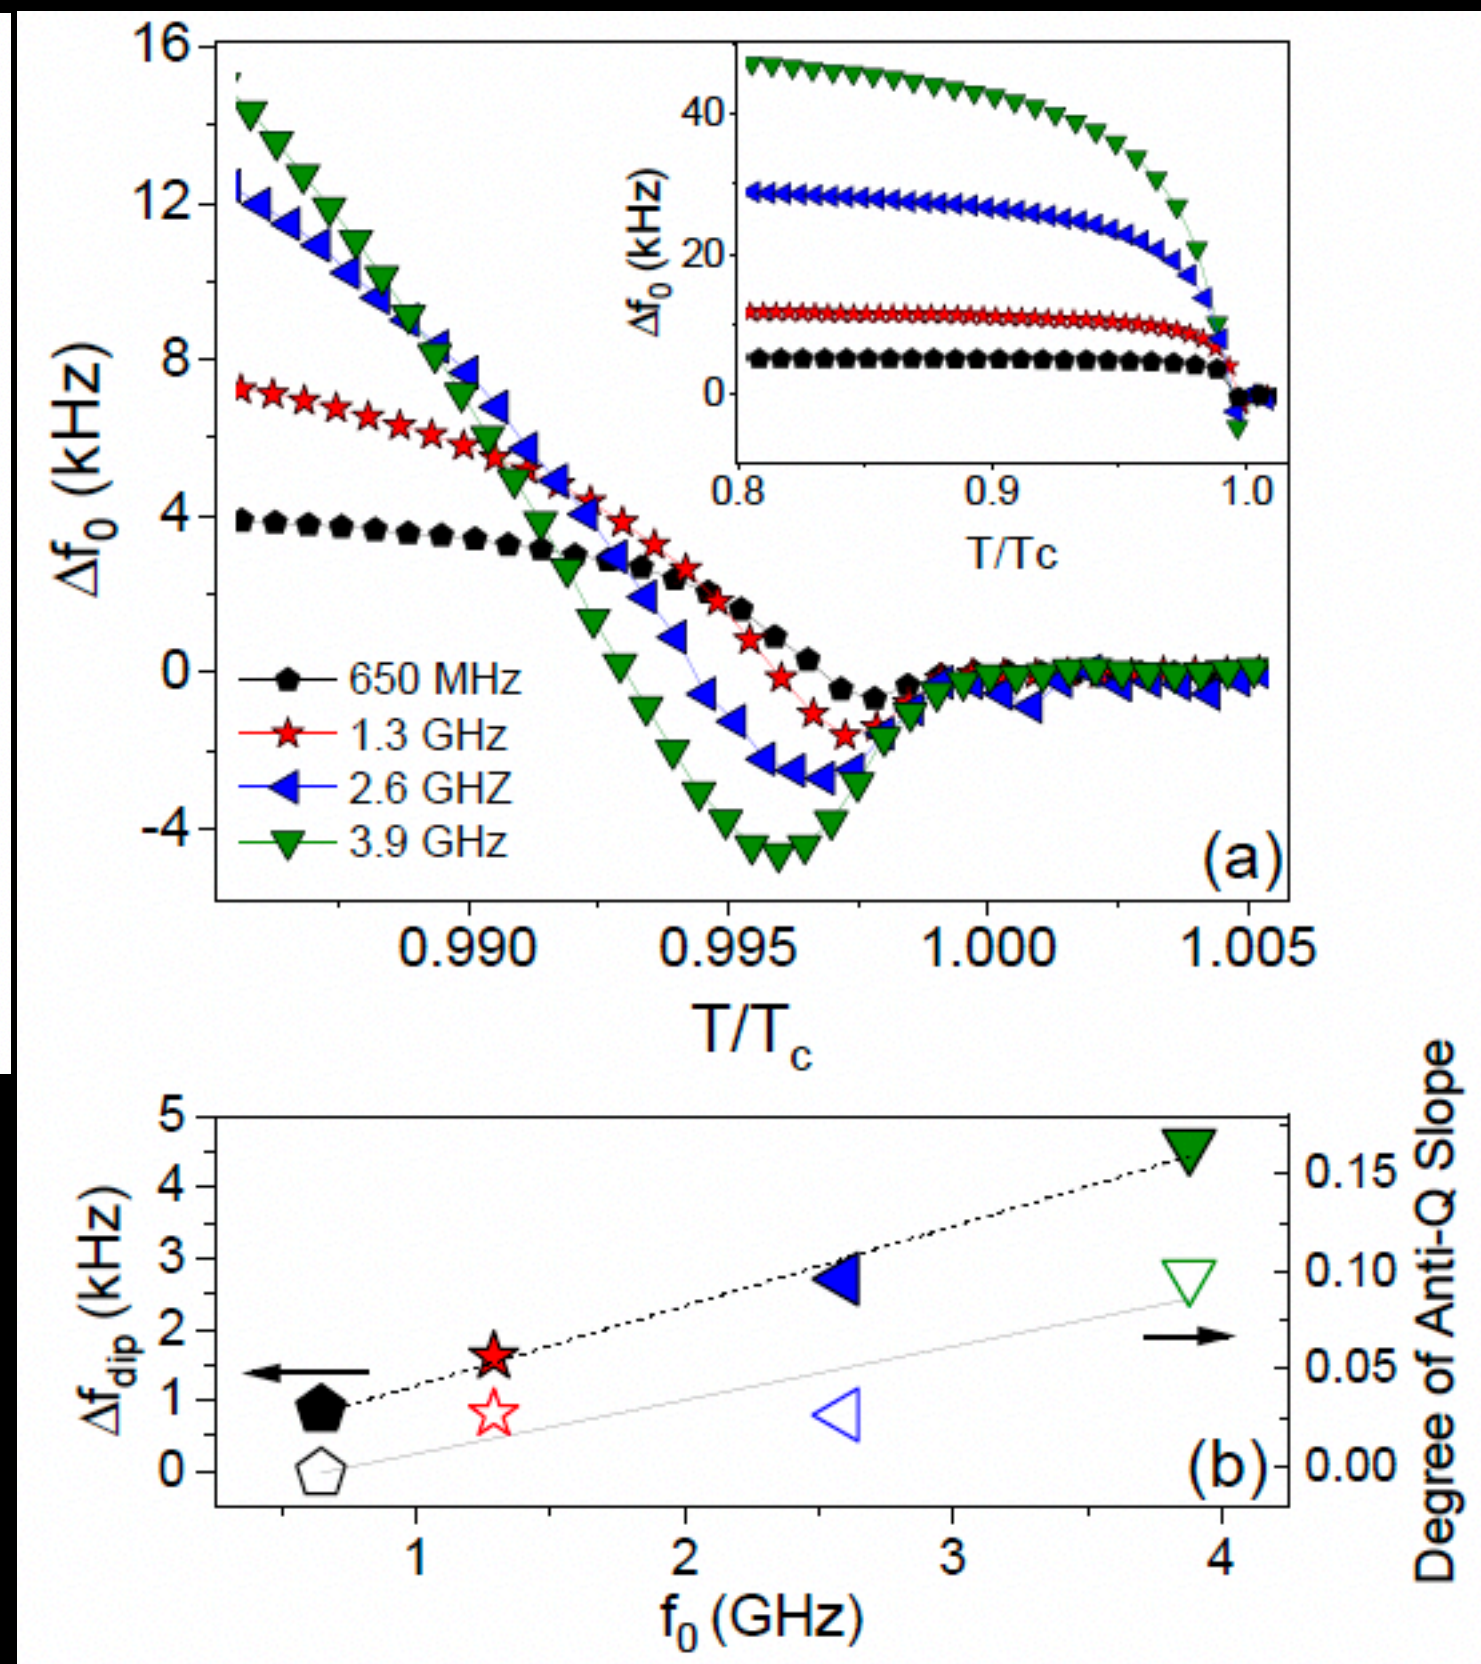 16
12
8
4
0
-4
Δf0 (kHz)
40
20
0
Δf0 (kHz)
0.8 0.9 1.0
T/Tc
650 MHz
1.3 GHz
2.6 GHZ
3.9 GHz
(a)
0.990 0.995 1.000 1.005
T/Tc
5
4
3
2
1
0
Δfdip (kHz)
0.15
0.10
0.05
0.00
Degree of Anti-Q Slope
(b)
1 2 3 4
f0 (GHz)